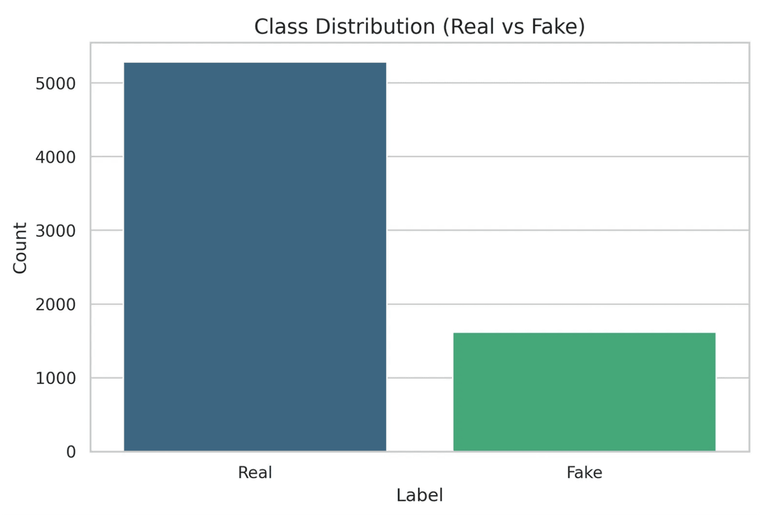 Class Distribution (Real vs Fake)
5000
4000
3000
2000
1000
0
Count
Real
Fake
Label